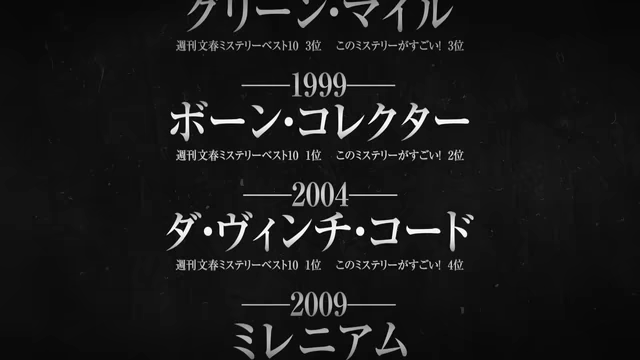 グリーン・マイル
週刊文春ミステリーベスト10 3位 このミステリーがすごい! 3位
1999
ボーン・コレクター
週刊文春ミステリーベスト10 1位 このミステリーがすごい! 2位
2004
ダ・ヴィンチ・コード
週刊文春ミステリーベスト10 1位 このミステリーがすごい! 4位
2009
ミレニアム